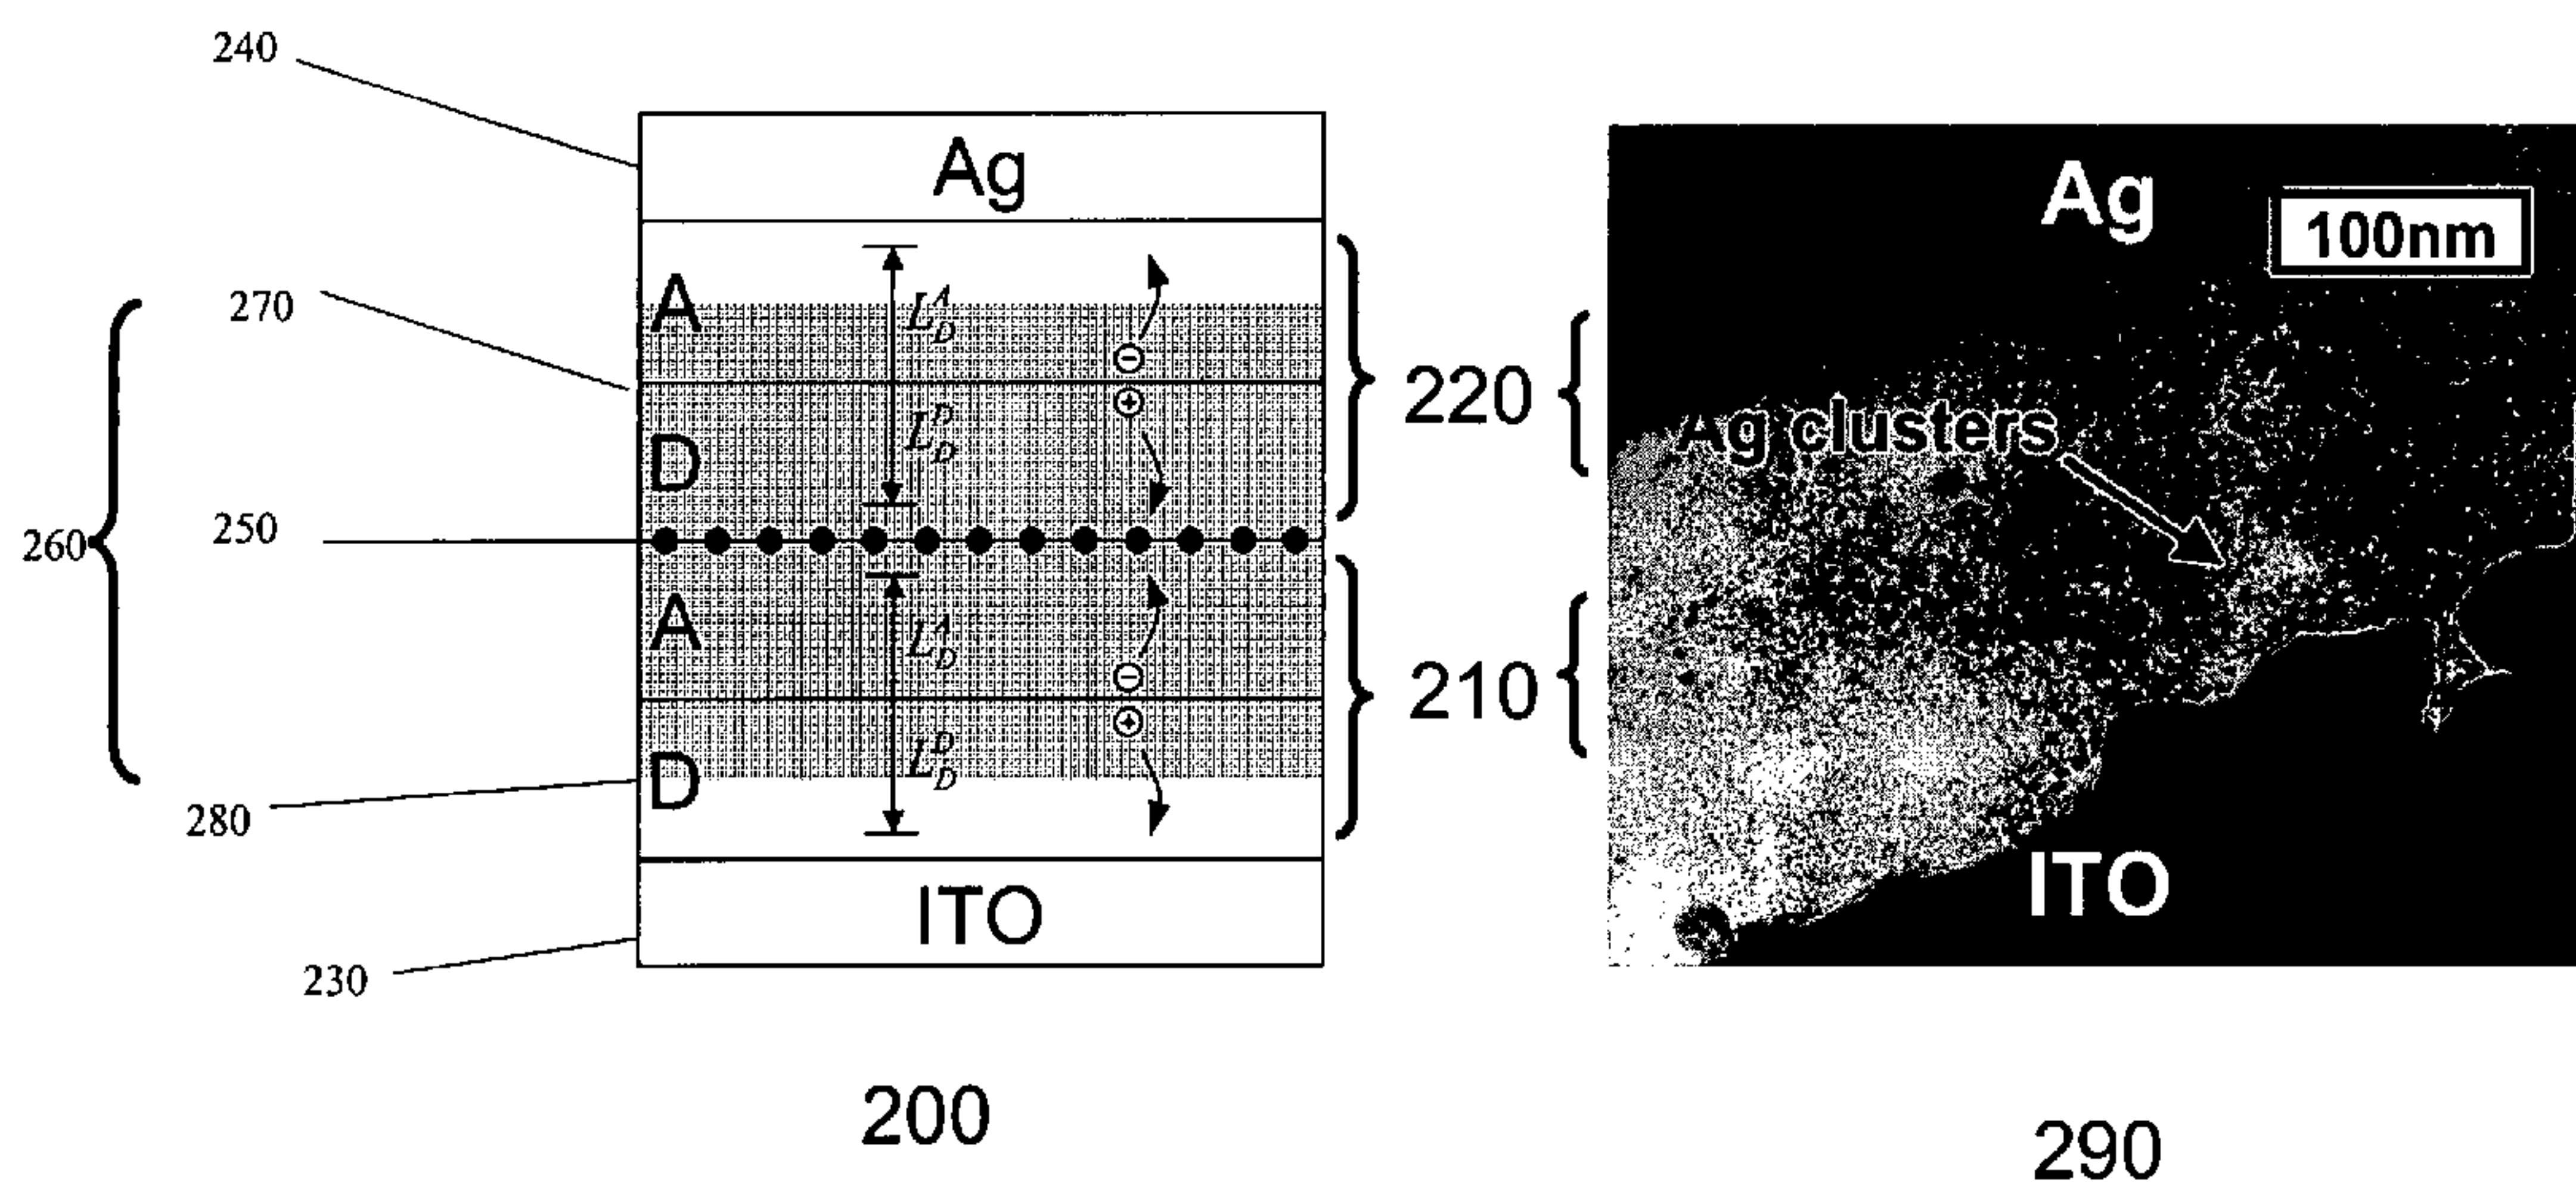 240
Ag
A
270
L_D^A
260
250
D
L_D^D
−
+
220
A
L_D^A
−
210
280
D
L_D^D
+
ITO
230
200
Ag
100nm
Ag clusters
ITO
290